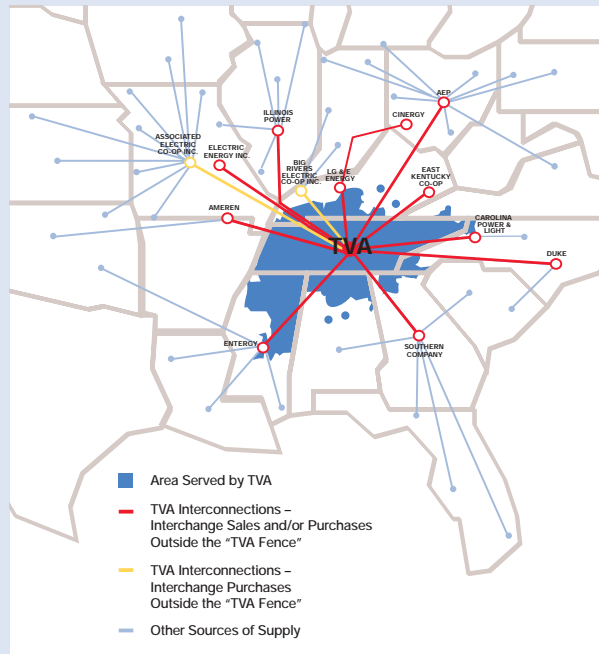 AEP
ILLINOIS
POWER
CINERGY
ASSOCIATED
ELECTRIC
CO-OP INC.
ELECTRIC
ENERGY INC.
BIG
RIVERS
ELECTRIC
CO-OP INC.
LG & E
ENERGY
EAST
KENTUCKY
CO-OP
AMEREN
CAROLINA
POWER &
LIGHT
TVA
DUKE
ENTERGY
SOUTHERN
COMPANY
Area Served by TVA
TVA Interconnections –
Interchange Sales and/or Purchases
Outside the “TVA Fence”
TVA Interconnections –
Interchange Purchases
Outside the “TVA Fence”
Other Sources of Supply